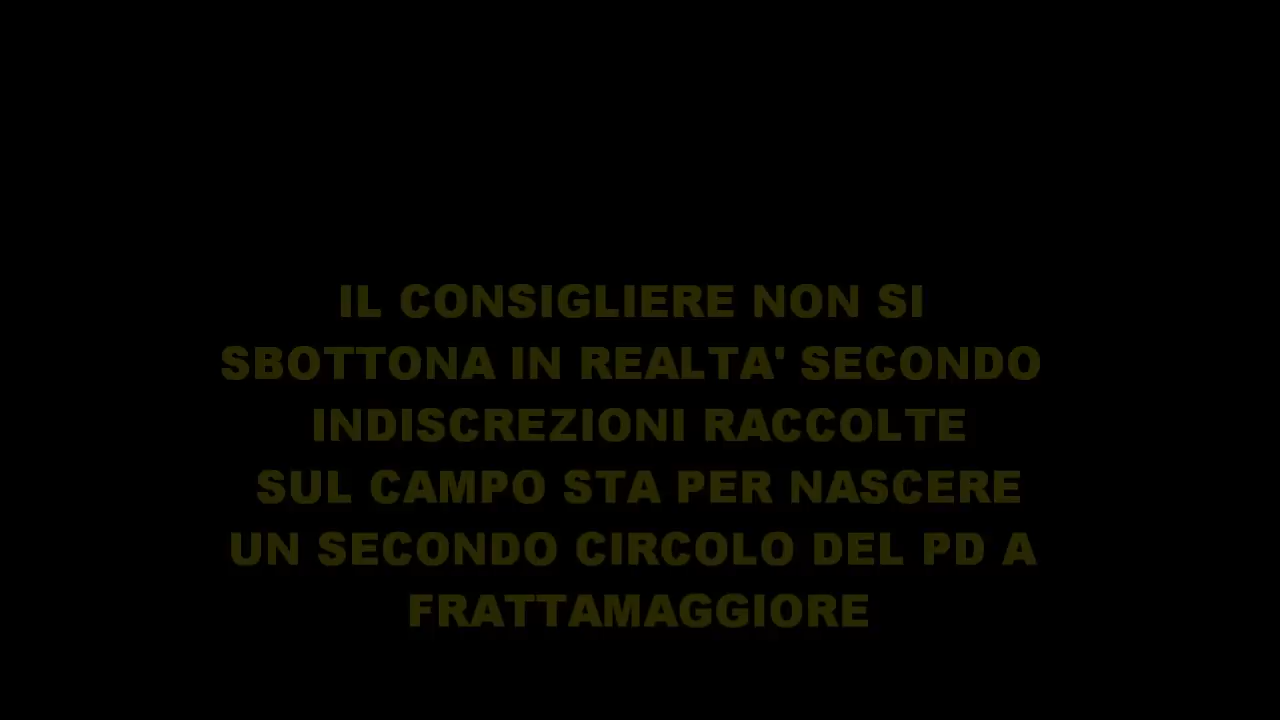 IL CONSIGLIERE NON SI
SBOTTONA IN REALTA' SECONDO
INDISCREZIONI RACCOLTE
SUL CAMPO STA PER NASCERE
UN SECONDO CIRCOLO DEL PD A
FRATTAMAGGIORE